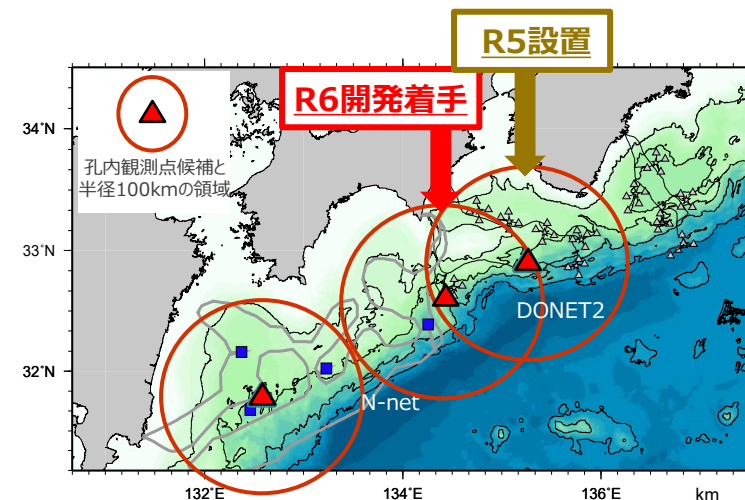 R5設置
R6開発着手
孔内観測点候補と
半径100kmの領域
34˚N
33˚N
32˚N
DONET2
N-net
132˚E
134˚E
136˚E
km